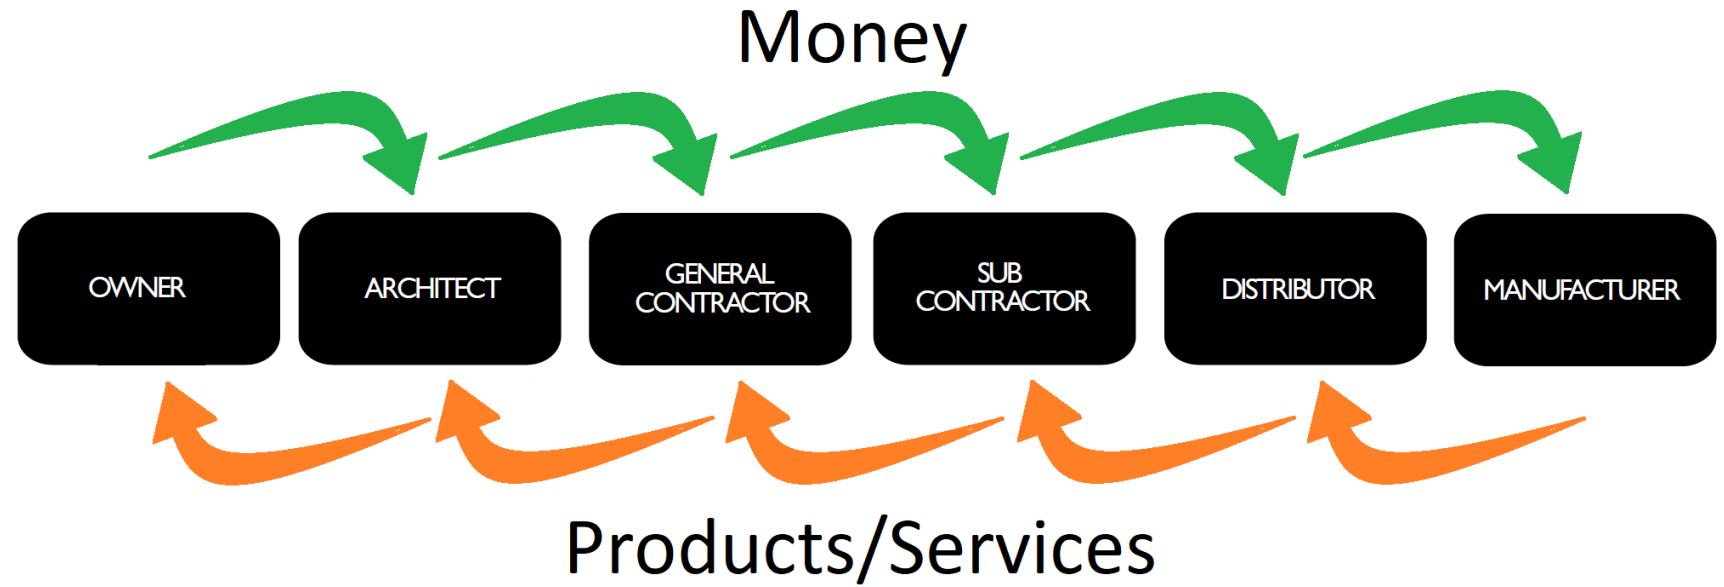 Money
OWNER
ARCHITECT
GENERAL
CONTRACTOR
SUB
CONTRACTOR
DISTRIBUTOR
MANUFACTURER
Products/Services